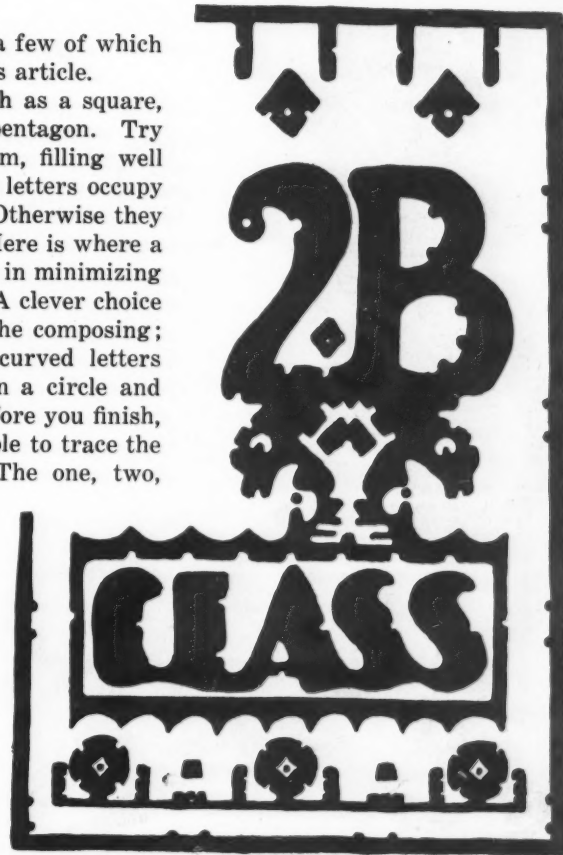 a few of which
s article.
h as a square,
pentagon. Try
m, filling well
letters occupy
Otherwise they
Here is where a
in minimizing
A clever choice
he composing;
curved letters
n a circle and
fore you finish,
ple to trace the
The one, two,
2B
CLASS